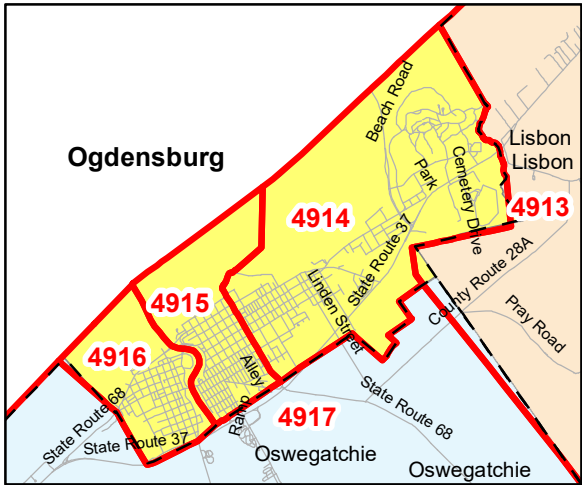 Beach Road
Lisbon
Lisbon
Ogdensburg
Park
Cemetery Drive
4913
4914
State Route 37
County Route 28A
4915
Linden Street
Pray Road
4916
Alley
Ramp
State Route 68
4917
State Route 68
State Route 37
Oswegatchie
Oswegatchie